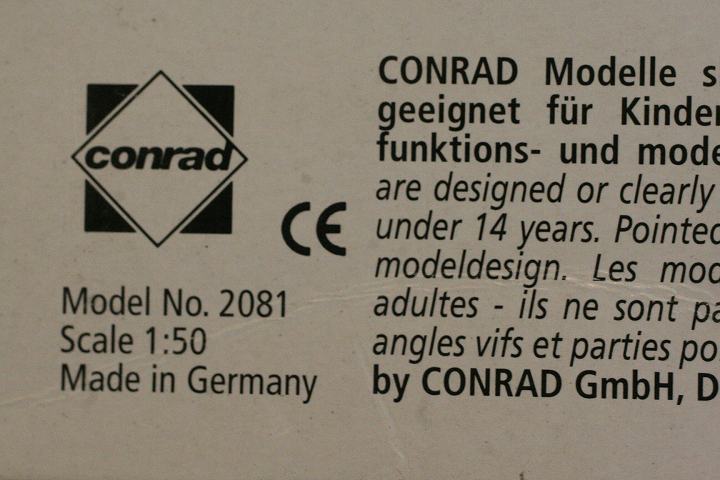 conrad
CE
Model No. 2081
Scale 1:50
Made in Germany
CONRAD Modelle
geeignet für
funktions- und
are designed or clearly
under 14 years. Pointed
modeldesign. Les
adultes - ils ne sont
angles vifs et parties
by CONRAD GmbH,